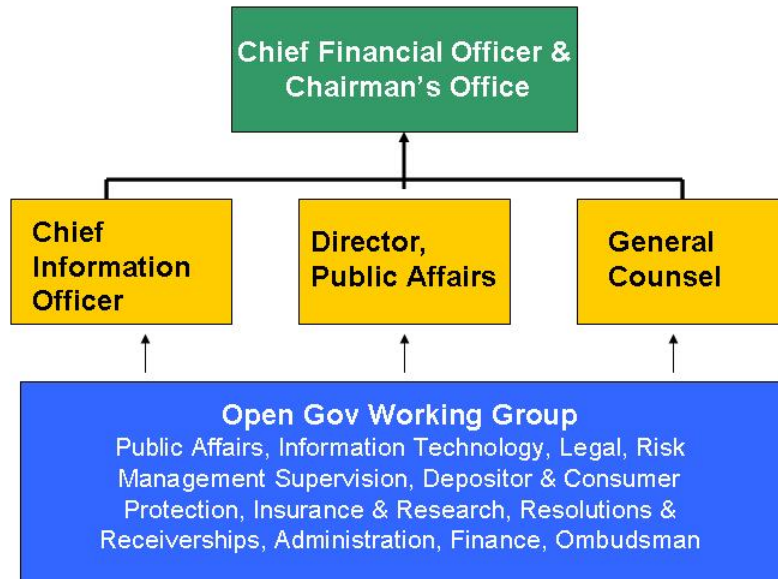 Chief Financial Officer &
Chairman's Office
Chief
Information
Officer
Director,
Public Affairs
General
Counsel
Open Gov Working Group
Public Affairs, Information Technology, Legal, Risk
Management Supervision, Depositor & Consumer
Protection, Insurance & Research, Resolutions &
Receiverships, Administration, Finance, Ombudsman